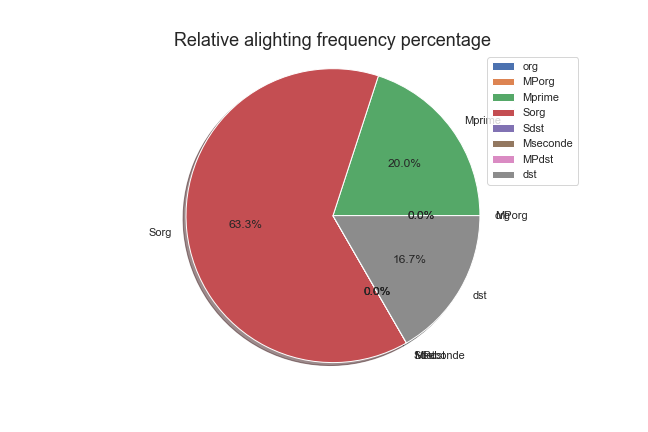 Relative alighting frequency percentage
org
MPorg
Mprime
Sorg
Sdst
Mseconde
MPdst
dst
Mprime
20.0%
0.0%
MPorg
63.3%
Sorg
16.7%
0.0%
dst